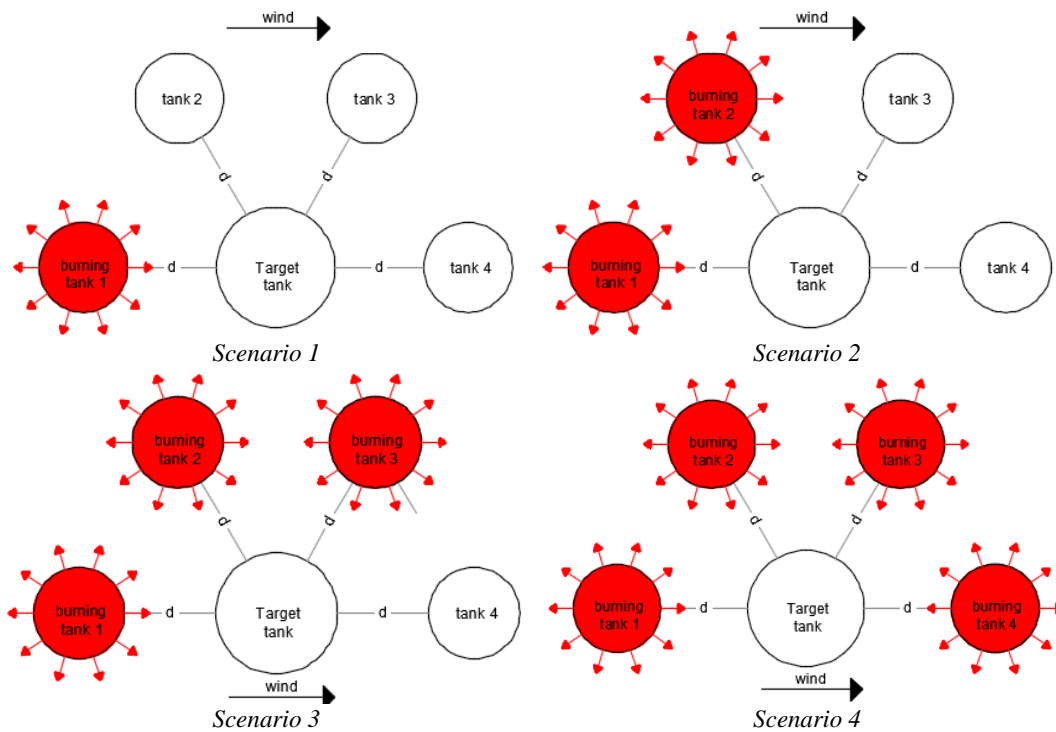 wind
tank 2
tank 3
d
d
burning
tank 1
d
Target
tank
d
tank 4
Scenario 1
wind
burning
tank 2
tank 3
d
d
burning
tank 1
d
Target
tank
d
tank 4
Scenario 2
burning
tank 2
burning
tank 3
d
d
burning
tank 1
d
Target
tank
d
tank 4
wind
Scenario 3
burning
tank 2
burning
tank 3
d
d
burning
tank 1
d
Target
tank
d
burning
tank 4
wind
Scenario 4